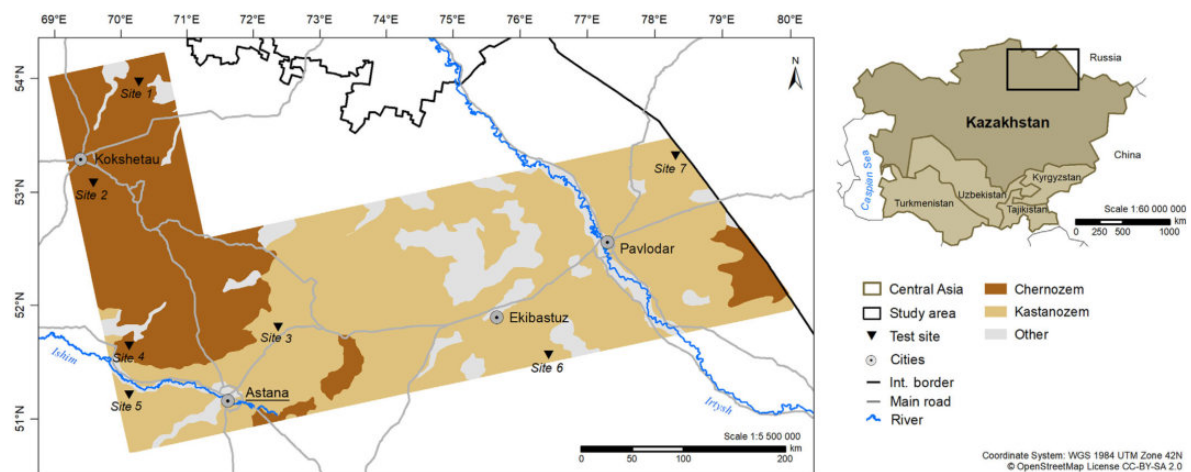 69°E 70°E 71°E 72°E 73°E 74°E 75°E 76°E 77°E 78°E 79°E 80°E
54°N
53°N
52°N
51°N
N
Site 1
Kokshetau
Site 2
Site 7
Pavlodar
Ekibastuz
Site 3
Site 4
Site 6
Ishim
Astana
Site 5
Irtysh
Scale 1:5 500 000
km
0 50 100 200
Russia
Kazakhstan
China
Caspian Sea
Kyrgyzstan
Uzbekistan
Turkmenistan
Tajikistan
Scale 1:60 000 000
km
0 250 500 1000
Central Asia
Study area
Test site
Cities
Int. border
Main road
River
Chernozem
Kastanozem
Other
Coordinate System: WGS 1984 UTM Zone 42N
© OpenStreetMap License CC-BY-SA 2.0